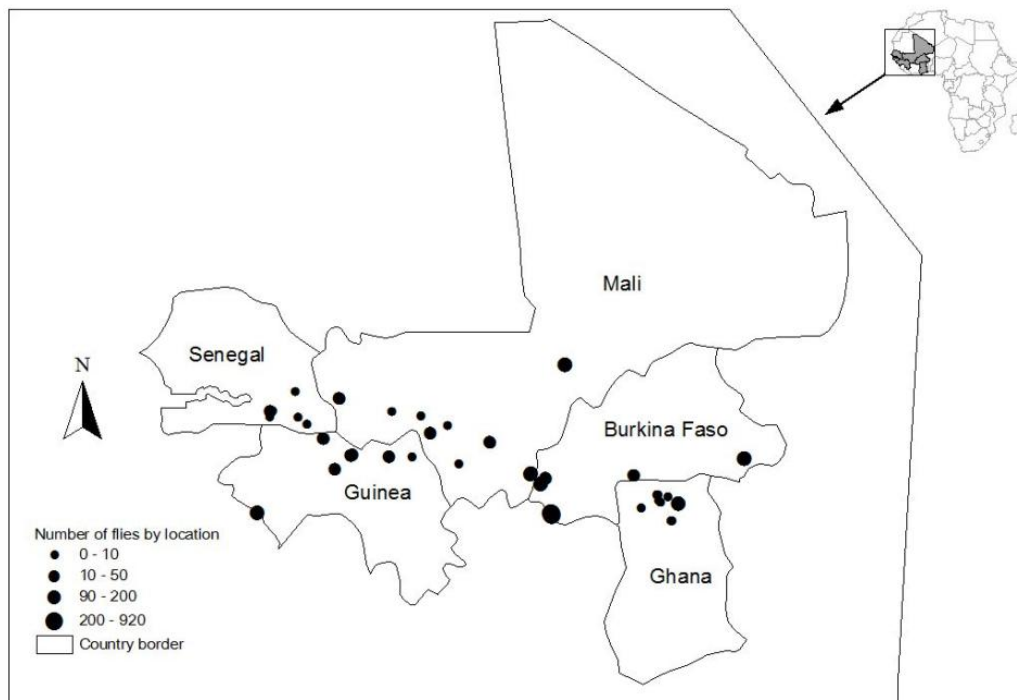 Mali
Senegal
N
Burkina Faso
Guinea
Ghana
Number of flies by location
0 - 10
10 - 50
90 - 200
200 - 920
Country border